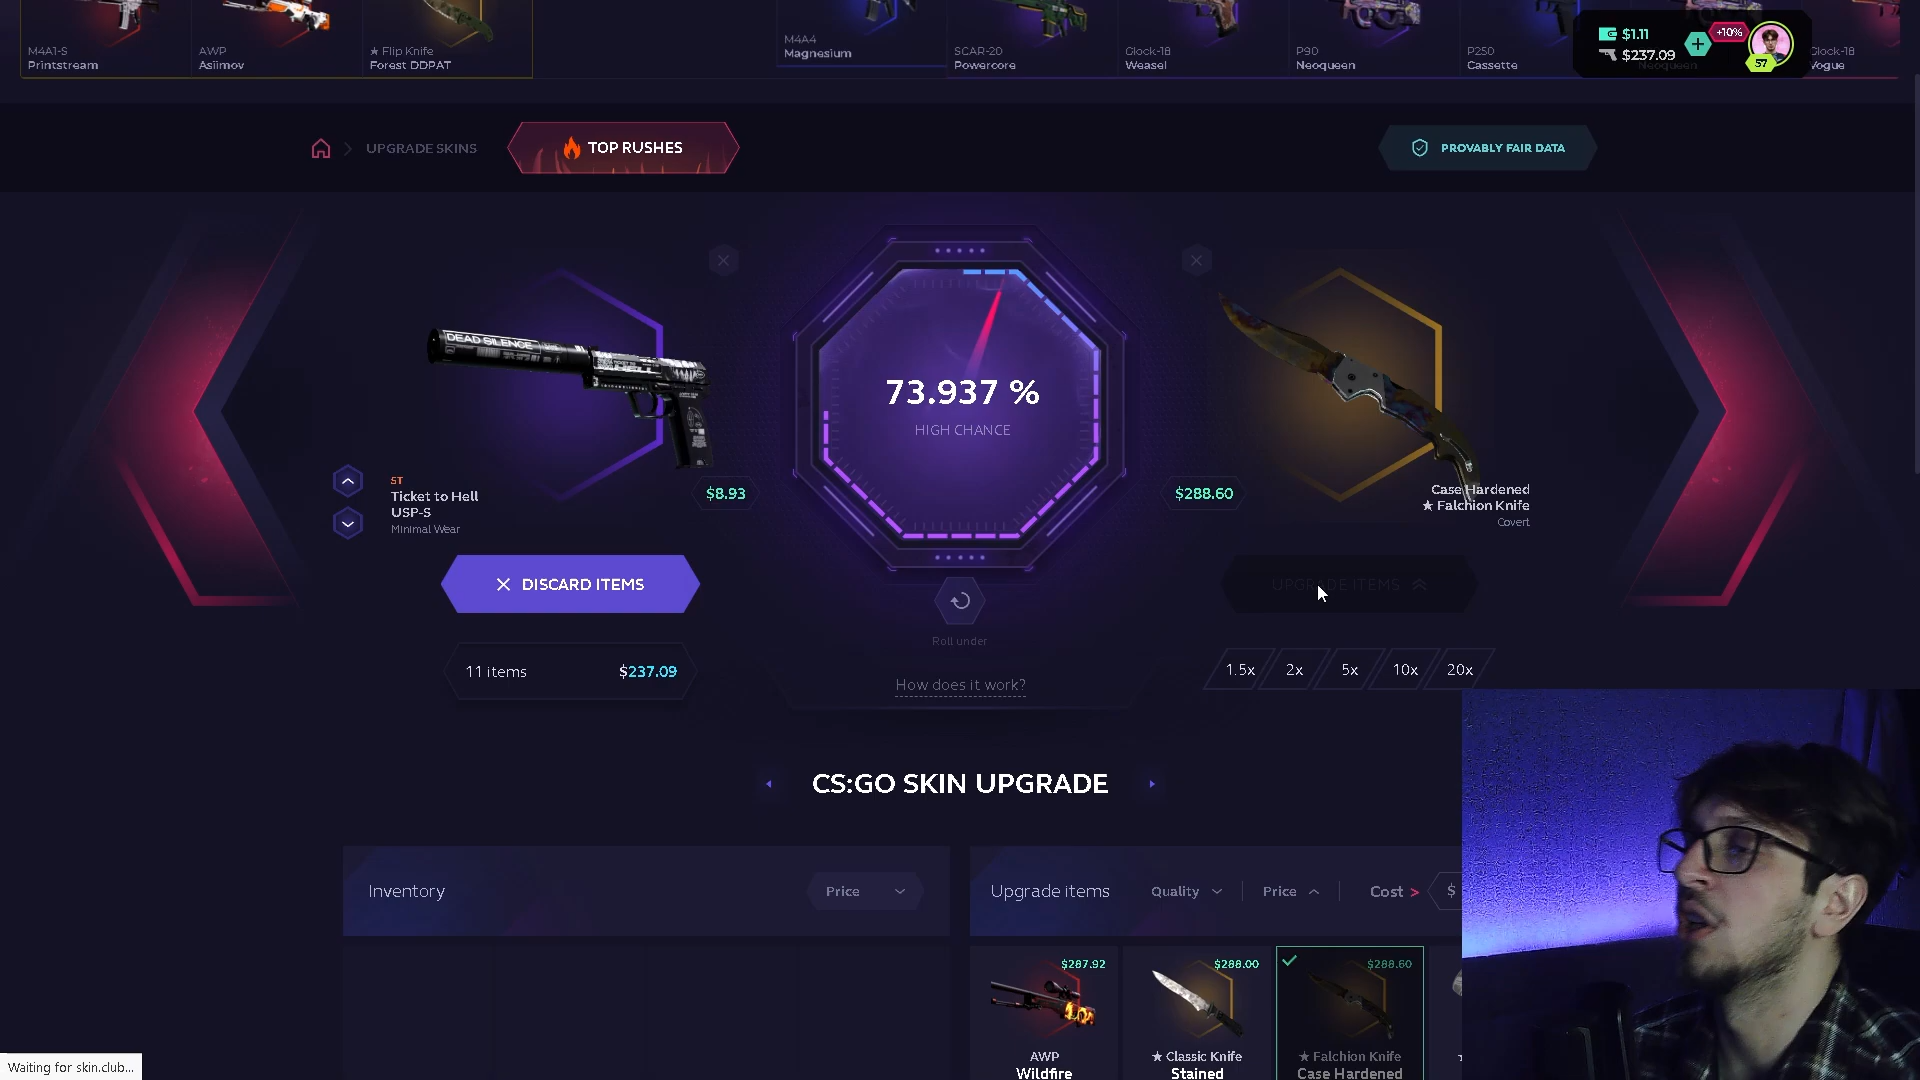 M4A1-S
Printstream
AWP
Asiimov
★ Flip Knife
Forest DDPAT
M4A4
Magnesium
SCAR-20
Powercore
Glock-18
Weasel
P90
Neoqueen
P250
Cassette
Neoqueen
Glock-18
Vogue
$1.11
$237.09
+10%
57
UPGRADE SKINS
TOP RUSHES
PROVABLY FAIR DATA
DEAD SILENCE
73.937 %
HIGH CHANCE
ST
Ticket to Hell
USP-S
Minimal Wear
$8.93
$288.60
Case Hardened
★ Falchion Knife
Covert
DISCARD ITEMS
UPGRADE ITEMS
Roll under
11 items $237.09
How does it work?
1.5x 2x 5x 10x 20x
CS:GO SKIN UPGRADE
Inventory
Price
Upgrade items
Quality
Price
Cost >
$
$287.92
AWP
Wildfire
$288.00
★ Classic Knife
Stained
$288.60
★ Falchion Knife
Case Hardened
Waiting for skin.club...